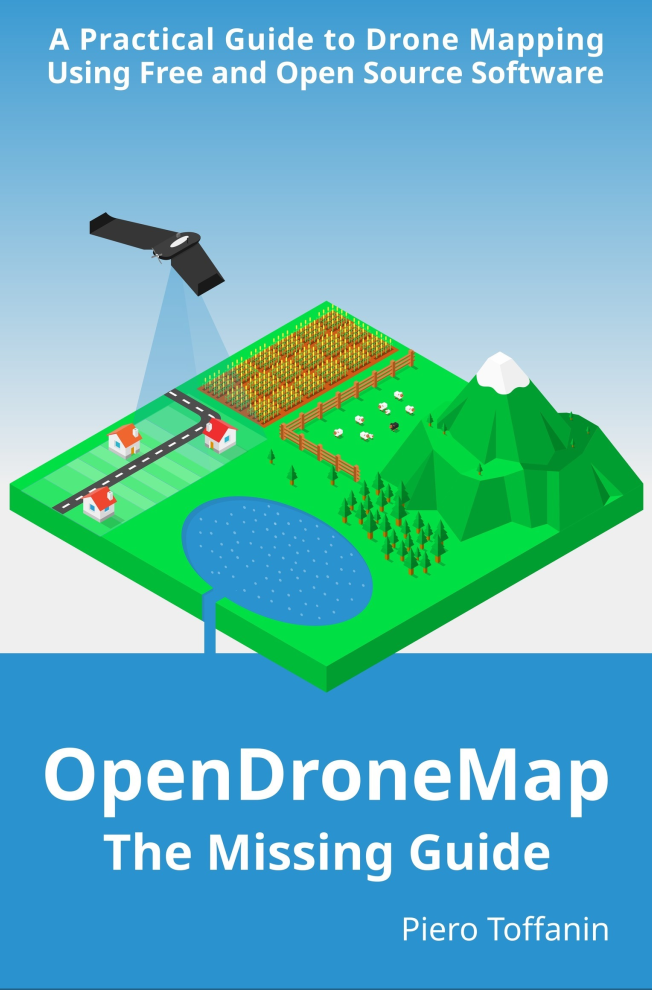 A Practical Guide to Drone Mapping
Using Free and Open Source Software
OpenDroneMap
The Missing Guide
Piero Toffanin